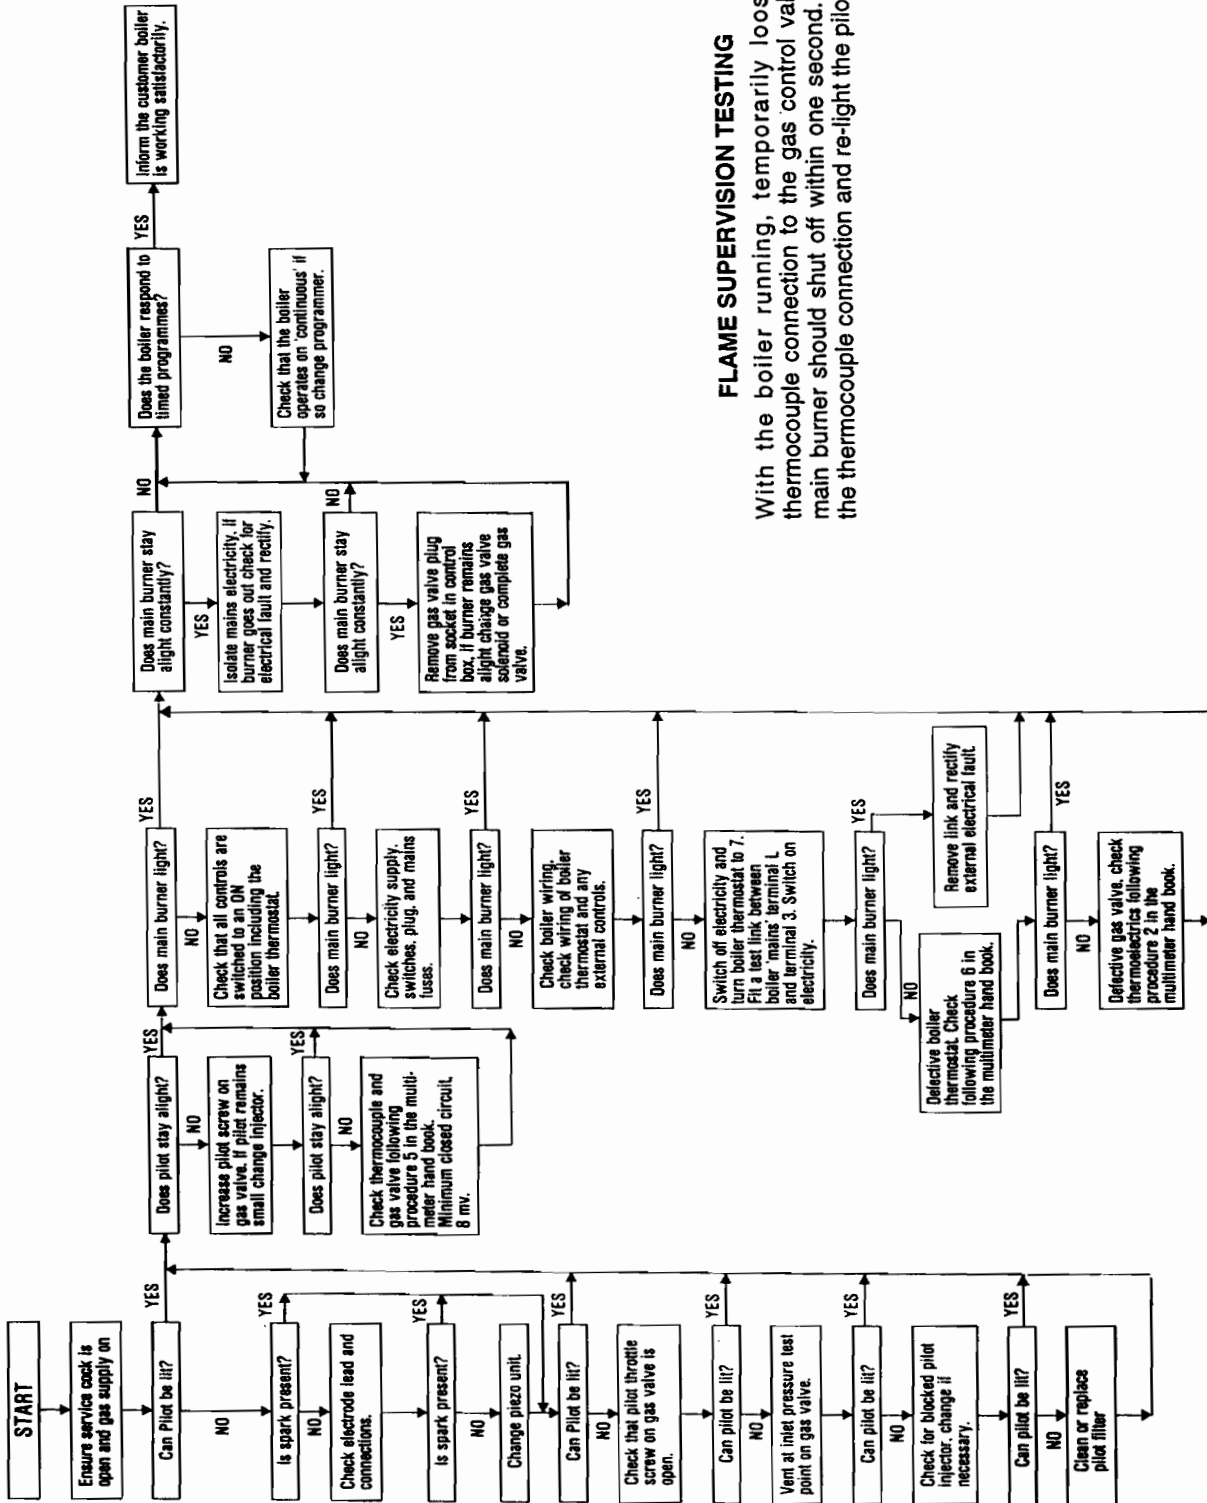 START
Ensure service cock is
open and gas supply on
Can Pilot be lit?
YES
NO
Is spark present?
YES
NO
Check electrode lead and
connections.
Is spark present?
YES
NO
Change piezo unit.
Can Pilot be lit?
YES
NO
Check that pilot throttle
screw on gas valve is
open.
Can pilot be lit?
YES
NO
Vent at inlet pressure test
point on gas valve.
Can pilot be lit?
YES
NO
Check for blocked pilot
injector, change if
necessary.
Can pilot be lit?
YES
NO
Clean or replace
pilot filter
Does pilot stay alight?
YES
NO
Increase pilot screw on
gas valve. If pilot remains
small change injector.
Does pilot stay alight?
YES
NO
Check thermocouple and
gas valve following
procedure 5 in the multi-
meter hand book.
Minimum closed circuit.
8 mv.
Does main burner light?
YES
NO
Check that all controls are
switched to an ON
position including the
boiler thermostat.
Does main burner light?
YES
NO
Check electricity supply,
switches, plug, and mains
fuses.
Does main burner light?
YES
NO
Check boiler wiring,
check wiring of boiler
thermostat and any
external controls.
Does main burner light?
YES
NO
Switch off electricity and
turn boiler thermostat to 7.
Fit a test link between
boiler 'mains' terminal L
and terminal 3. Switch on
electricity.
Does main burner light?
YES
NO
Remove link and rectify
external electrical fault.
Defective boiler
thermostat. Check
following procedure 6 in
the multimeter hand book.
Does main burner light?
YES
NO
Defective gas valve, check
thermoelectrics following
procedure 2 in the
multimeter hand book.
Does main burner stay
alight constantly?
NO
YES
Isolate mains electricity, if
burner goes out check for
electrical fault and rectify.
Does main burner stay
alight constantly?
NO
YES
Remove gas valve plug
from socket in control
box, if burner remains
alight change gas valve
solenoid or complete gas
valve.
Does the boiler respond to
timed programmes?
YES
NO
Check that the boiler
operates on 'continuous' if
so change programmer.
Inform the customer boiler
is working satisfactorily.
FLAME SUPERVISION TESTING
With the boiler running, temporarily loos
thermocouple connection to the gas control val
main burner should shut off within one second.
the thermocouple connection and re-light the pilo